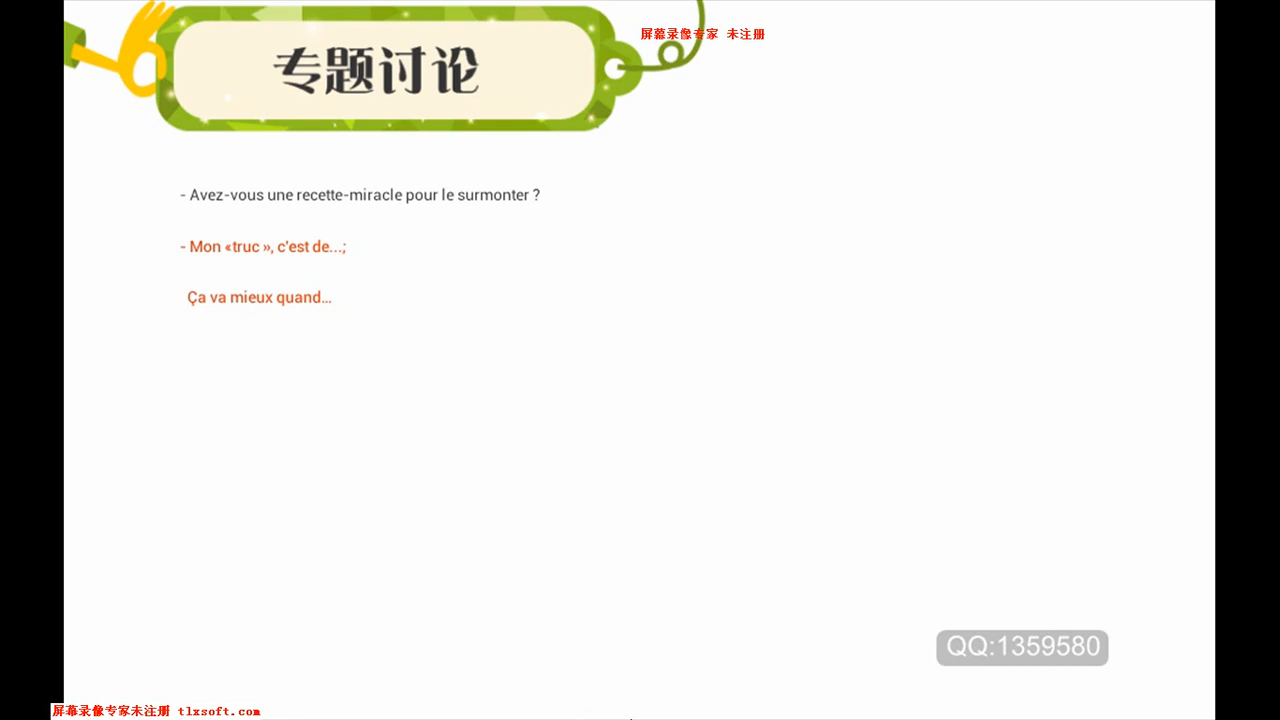 专题讨论
屏幕录像专家 未注册
- Avez-vous une recette-miracle pour le surmonter ?
- Mon «truc », c'est de...;
Ça va mieux quand...
QQ:1359580
屏幕录像专家未注册 tlxsoft.com